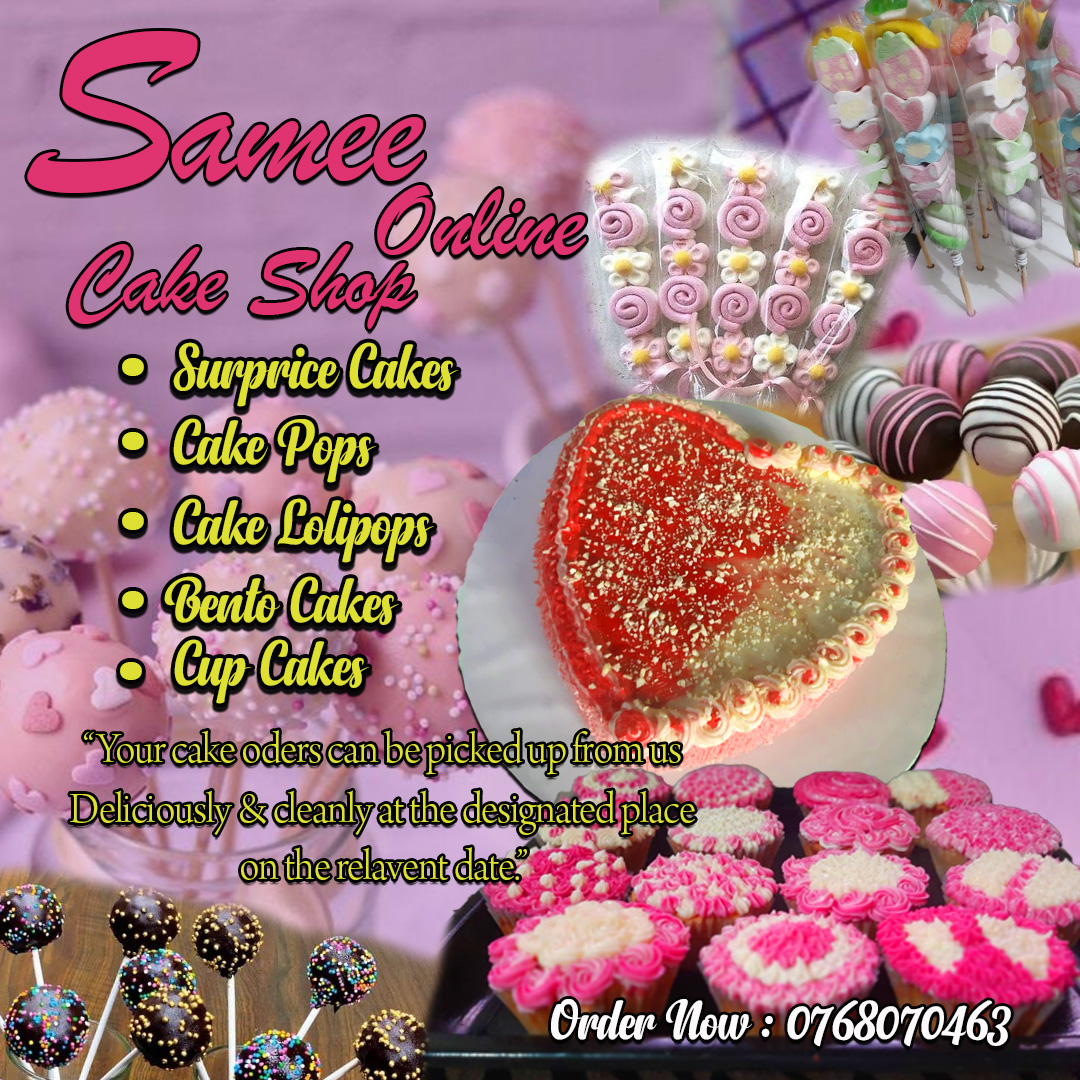 Samee
Online
Cake Shop
• Surprice Cakes
• Cake Pops
• Cake Lolipops
• Bento Cakes
• Cup Cakes
“Your cake oders can be picked up from us
Deliciously & cleanly at the designated place
on the relavent date.”
Order Now : 0768070463